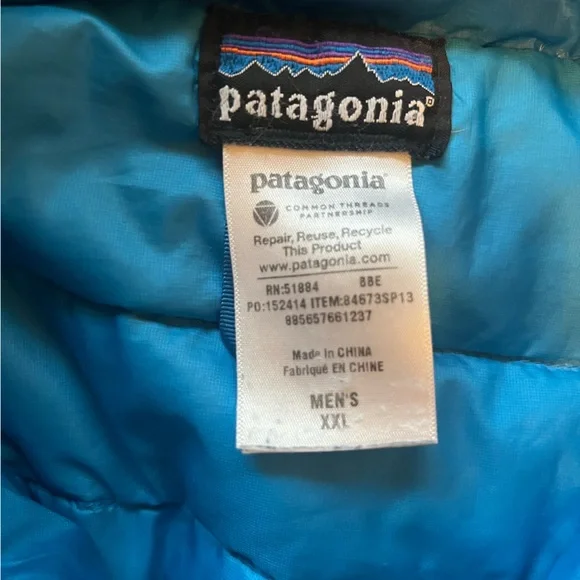 patagonia®
patagonia®
COMMON THREADS
PARTNERSHIP
Repair, Reuse, Recycle
This Product
www.patagonia.com
RN:51884 BBE
PO:152414 ITEM:84673SP13
885657661237
Made in CHINA
Fabriqué EN CHINE
MEN'S
XXL